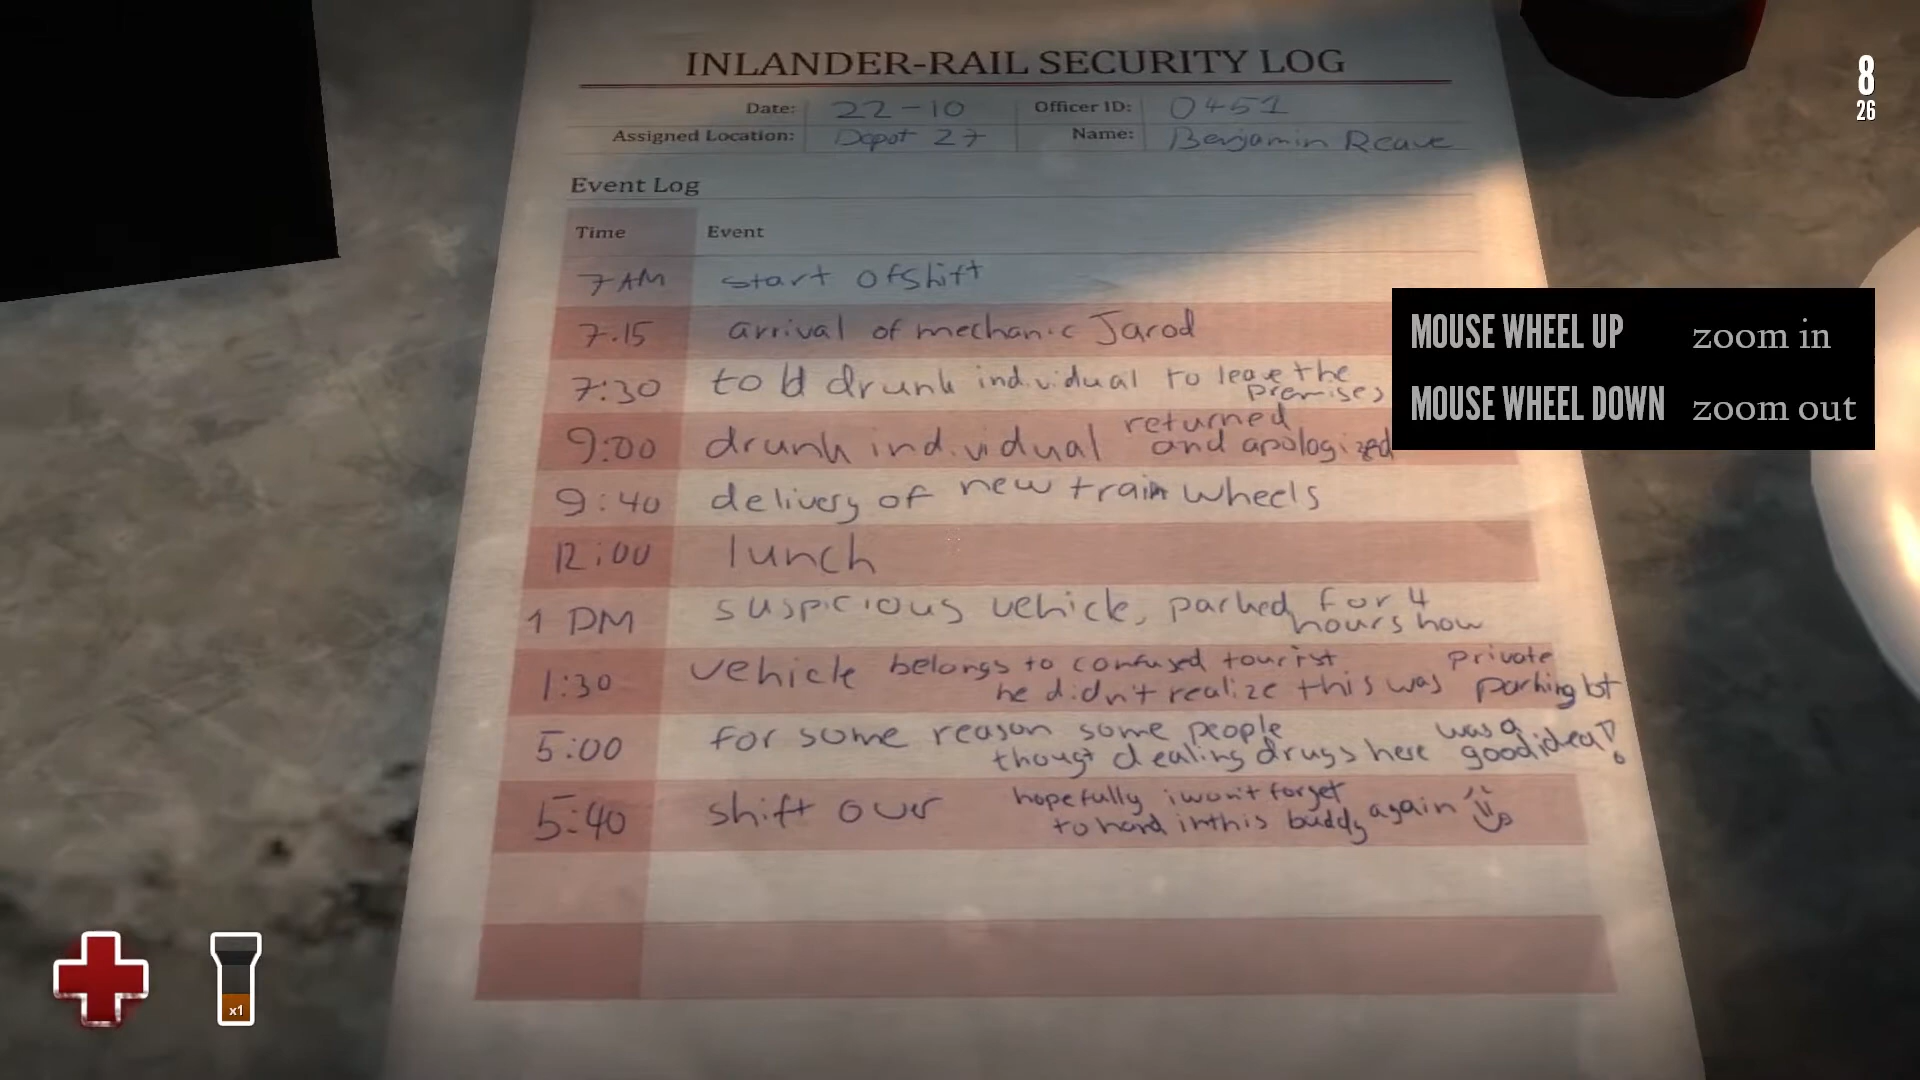 INLANDER-RAIL SECURITY LOG
Date: 22-10 Officer ID: 0451
Assigned Location: Depot 27 Name: Benjamin Reave
Event Log
Time Event
7 AM start of shift
7.15 arrival of mechanic Jarod
7:30 told drunk individual to leave the
premises
9:00 drunk individual returned
and apologized
9:40 delivery of new train wheels
12:00 lunch
1 PM suspicious vehicle, parked for 4
hours now
1:30 vehicle belongs to confused tourist
he didn't realize this was private
parking lot
5:00 for some reason some people
thougt dealing drugs here was a
good idea?
5:40 shift over hopefully i won't forget
to hand in this buddy again
MOUSE WHEEL UP zoom in
MOUSE WHEEL DOWN zoom out
8
26
x1